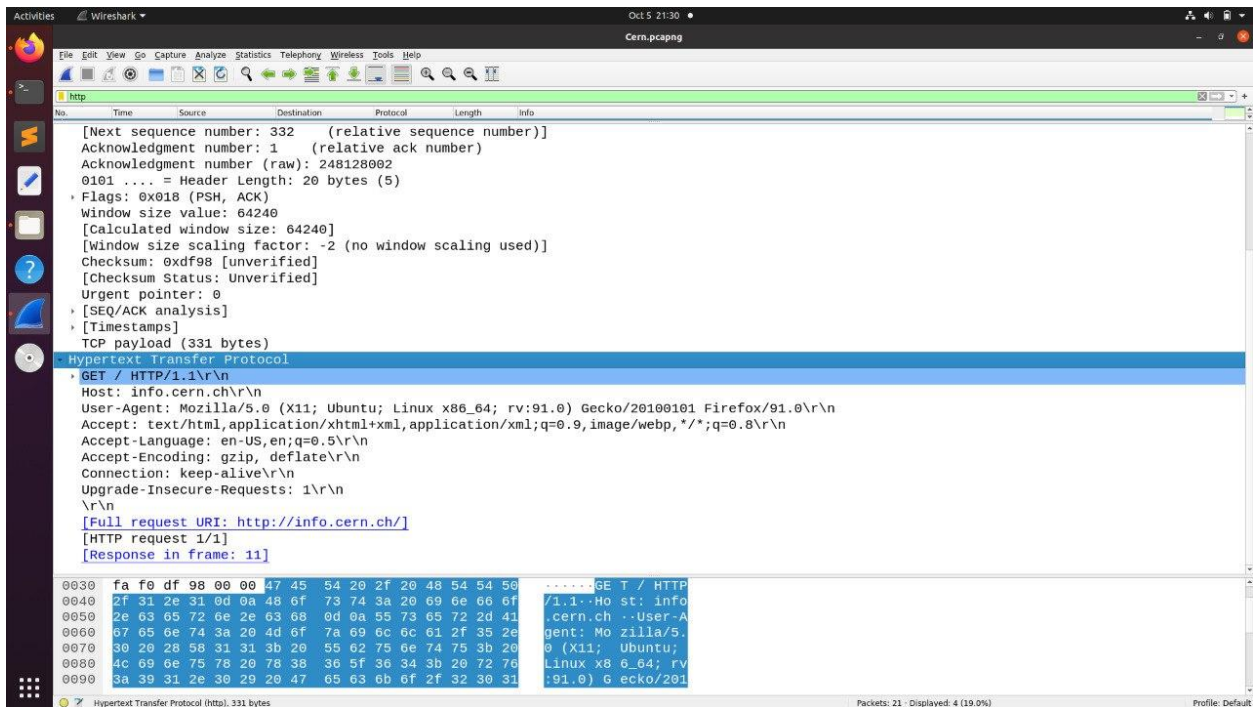 Activities Wireshark Oct 5 21:30
Cern.pcapng
File Edit View Go Capture Analyze Statistics Telephony Wireless Tools Help
http
No. Time Source Destination Protocol Length Info
[Next sequence number: 332    (relative sequence number)]
Acknowledgment number: 1    (relative ack number)
Acknowledgment number (raw): 248128002
0101 .... = Header Length: 20 bytes (5)
Flags: 0x018 (PSH, ACK)
Window size value: 64240
[Calculated window size: 64240]
[Window size scaling factor: -2 (no window scaling used)]
Checksum: 0xdf98 [unverified]
[Checksum Status: Unverified]
Urgent pointer: 0
[SEQ/ACK analysis]
[Timestamps]
TCP payload (331 bytes)
Hypertext Transfer Protocol
GET / HTTP/1.1\r\n
Host: info.cern.ch\r\n
User-Agent: Mozilla/5.0 (X11; Ubuntu; Linux x86_64; rv:91.0) Gecko/20100101 Firefox/91.0\r\n
Accept: text/html,application/xhtml+xml,application/xml;q=0.9,image/webp,*/*;q=0.8\r\n
Accept-Language: en-US,en;q=0.5\r\n
Accept-Encoding: gzip, deflate\r\n
Connection: keep-alive\r\n
Upgrade-Insecure-Requests: 1\r\n
\r\n
[Full request URI: http://info.cern.ch/]
[HTTP request 1/1]
[Response in frame: 11]
0030 fa f0 df 98 00 00 47 45 54 20 2f 20 48 54 54 50 ······GE T / HTTP
0040 2f 31 2e 31 0d 0a 48 6f 73 74 3a 20 69 6e 66 6f /1.1··Ho st: info
0050 2e 63 65 72 6e 2e 63 68 0d 0a 55 73 65 72 2d 41 .cern.ch ··User-A
0060 67 65 6e 74 3a 20 4d 6f 7a 69 6c 6c 61 2f 35 2e gent: Mo zilla/5.
0070 30 20 28 58 31 31 3b 20 55 62 75 6e 74 75 3b 20 0 (X11;  Ubuntu;
0080 4c 69 6e 75 78 20 78 38 36 5f 36 34 3b 20 72 76 Linux x8 6_64; rv
0090 3a 39 31 2e 30 29 20 47 65 63 6b 6f 2f 32 30 31 :91.0) G ecko/201
Hypertext Transfer Protocol (http), 331 bytes Packets: 21 · Displayed: 4 (19.0%) Profile: Default